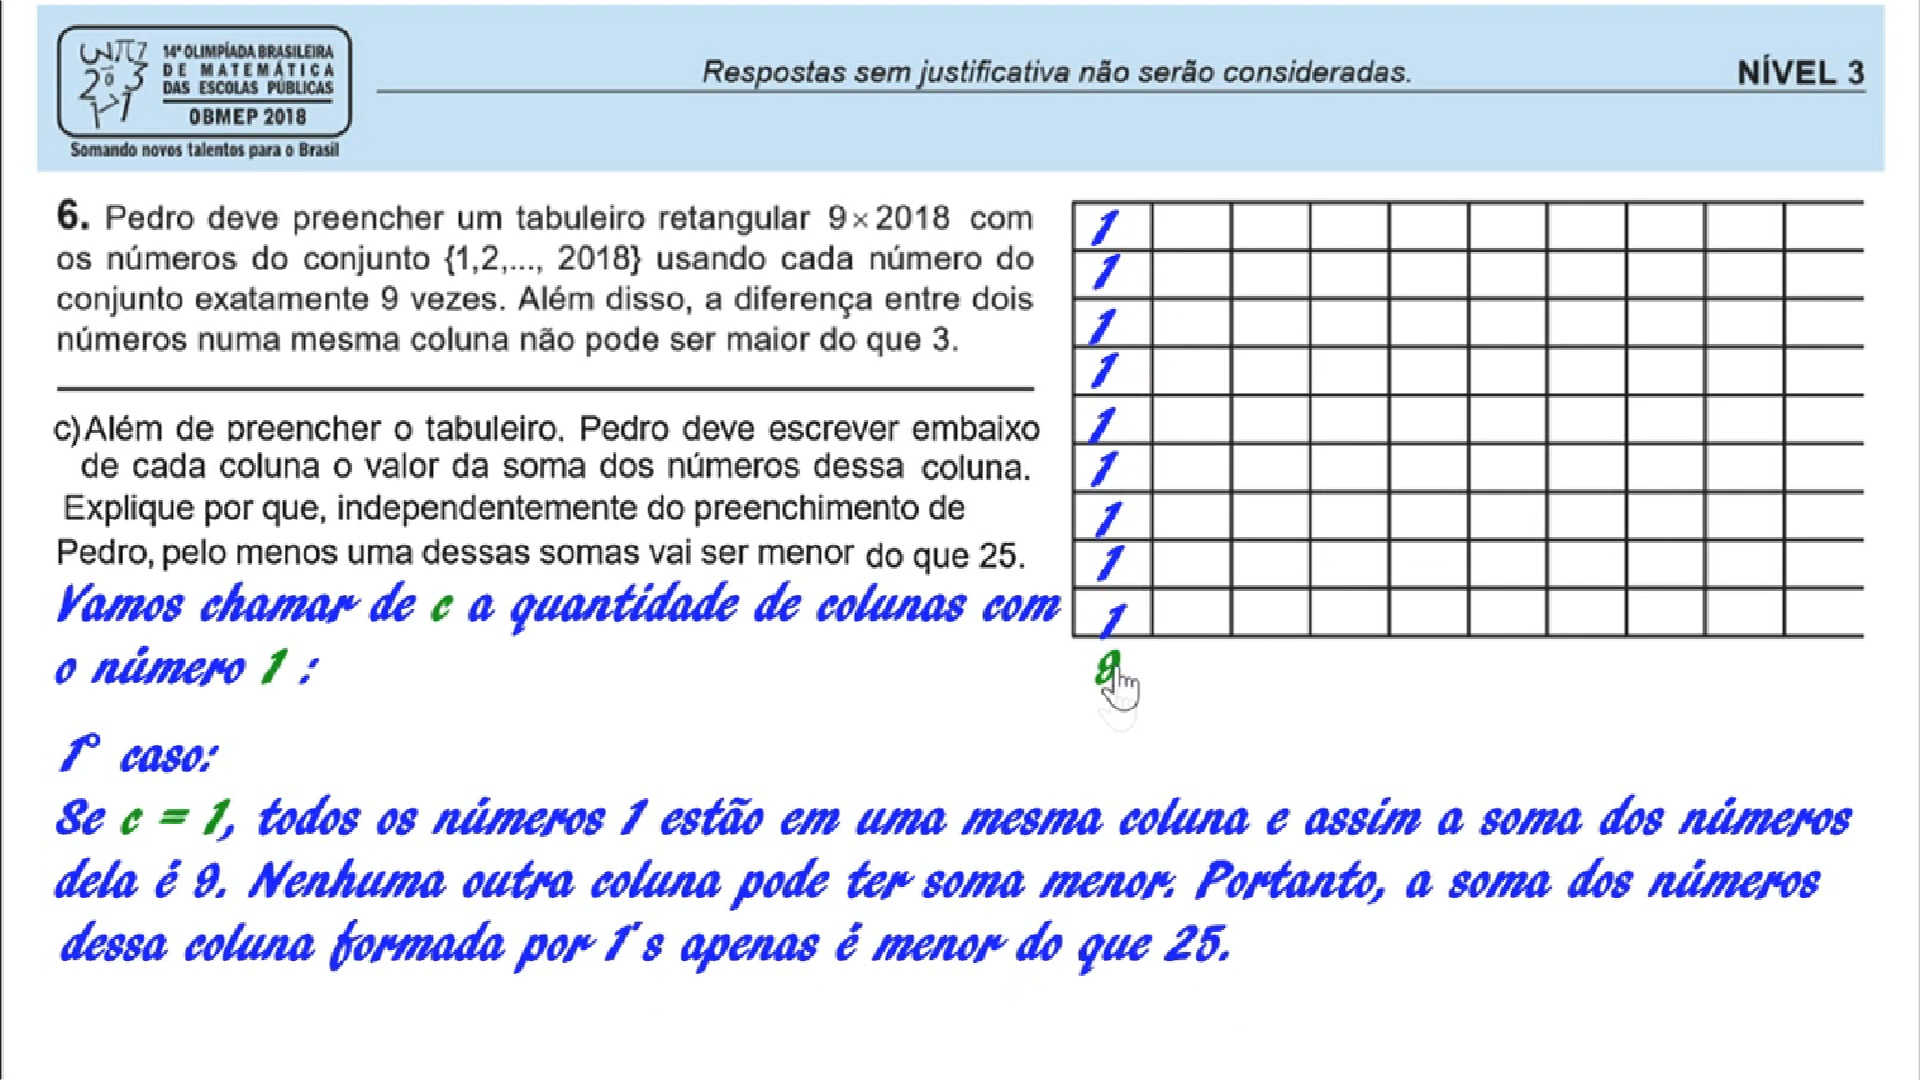 14ª OLIMPÍADA BRASILEIRA
DE MATEMÁTICA
DAS ESCOLAS PÚBLICAS
OBMEP 2018
Somando novos talentos para o Brasil
Respostas sem justificativa não serão consideradas.
NÍVEL 3
6. Pedro deve preencher um tabuleiro retangular 9×2018 com
os números do conjunto {1,2,..., 2018} usando cada número do
conjunto exatamente 9 vezes. Além disso, a diferença entre dois
números numa mesma coluna não pode ser maior do que 3.
c)Além de preencher o tabuleiro. Pedro deve escrever embaixo
de cada coluna o valor da soma dos números dessa coluna.
Explique por que, independentemente do preenchimento de
Pedro, pelo menos uma dessas somas vai ser menor do que 25.
Vamos chamar de c a quantidade de colunas com
o número 1 :
1
1
1
1
1
1
1
1
1
9
1° caso:
Se c = 1, todos os números 1 estão em uma mesma coluna e assim a soma dos números
dela é 9. Nenhuma outra coluna pode ter soma menor. Portanto, a soma dos números
dessa coluna formada por 1's apenas é menor do que 25.